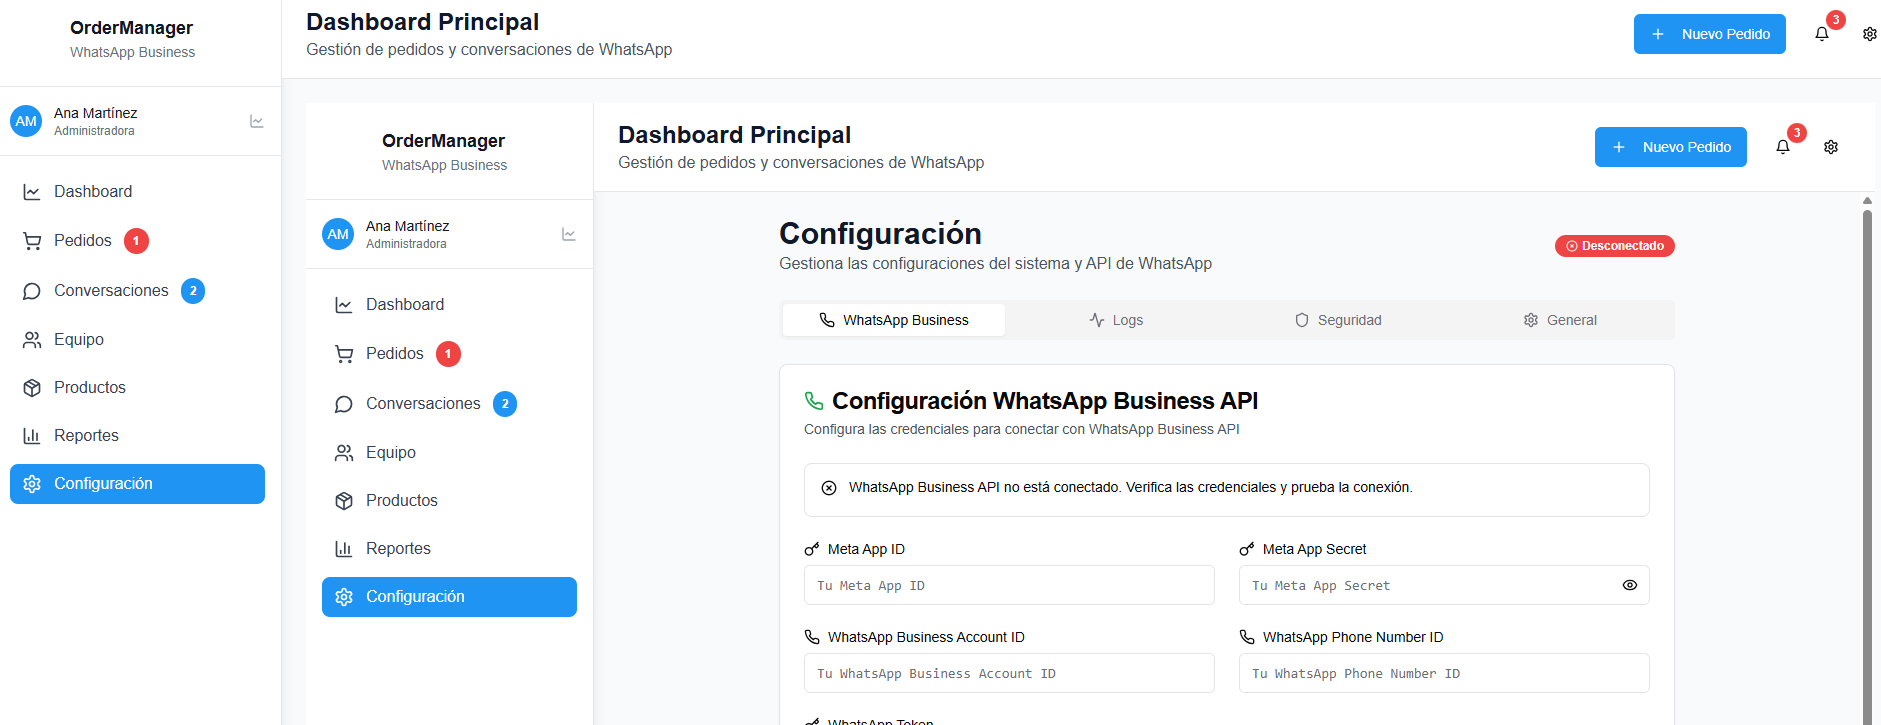 OrderManager
WhatsApp Business
AM
Ana Martínez
Administradora
Dashboard
Pedidos 1
Conversaciones 2
Equipo
Productos
Reportes
Configuración
Dashboard Principal
Gestión de pedidos y conversaciones de WhatsApp
Nuevo Pedido
3
OrderManager
WhatsApp Business
AM
Ana Martínez
Administradora
Dashboard
Pedidos 1
Conversaciones 2
Equipo
Productos
Reportes
Configuración
Dashboard Principal
Gestión de pedidos y conversaciones de WhatsApp
Nuevo Pedido
3
Configuración
Gestiona las configuraciones del sistema y API de WhatsApp
Desconectado
WhatsApp Business
Logs
Seguridad
General
Configuración WhatsApp Business API
Configura las credenciales para conectar con WhatsApp Business API
WhatsApp Business API no está conectado. Verifica las credenciales y prueba la conexión.
Meta App ID
Tu Meta App ID
Meta App Secret
Tu Meta App Secret
WhatsApp Business Account ID
Tu WhatsApp Business Account ID
WhatsApp Phone Number ID
Tu WhatsApp Phone Number ID
WhatsApp Token